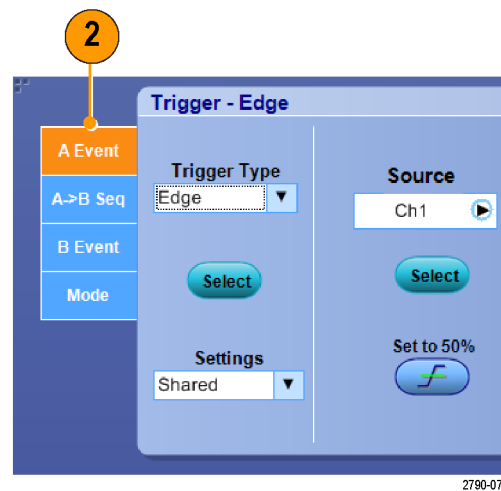 2
Trigger - Edge
A Event
A->B Seq
B Event
Mode
Trigger Type
Edge
Select
Settings
Shared
Source
Ch1
Select
Set to 50%
2790-07